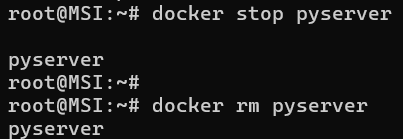 root@MSI:~# docker stop pyserver
pyserver
root@MSI:~#
root@MSI:~# docker rm pyserver
pyserver